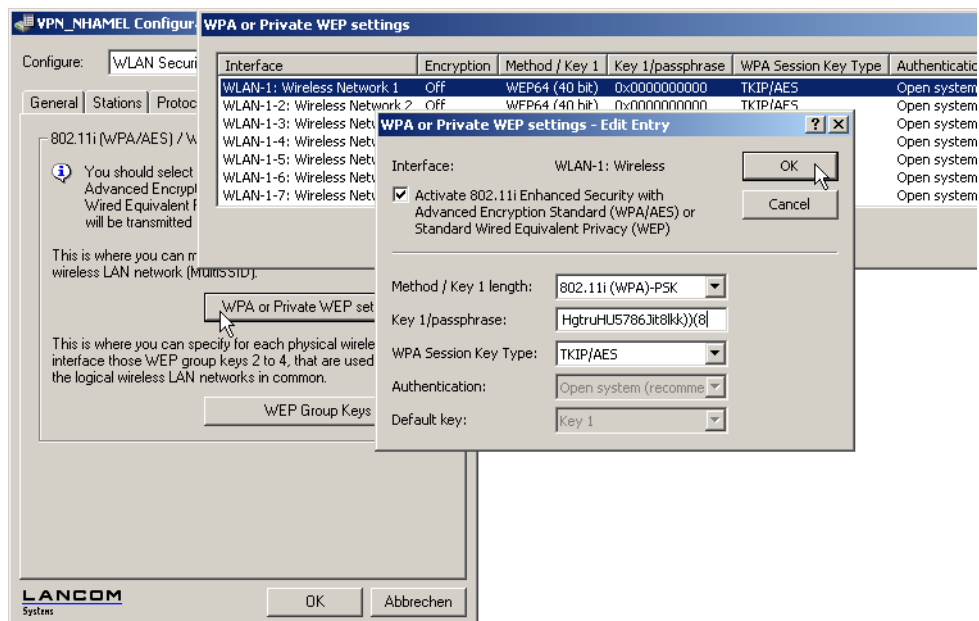 VPN_NHAMEL Configur
Configure:
WLAN Securi
General Stations Protoc
802.11i (WPA/AES) / W
You should select
Advanced Encrypt
Wired Equivalent P
will be transmitted
This is where you can m
wireless LAN network (MultiSSID).
WPA or Private WEP set
This is where you can specify for each physical wirele
interface those WEP group keys 2 to 4, that are used
the logical wireless LAN networks in common.
WEP Group Keys
LANCOM
Systems
OK
Abbrechen
WPA or Private WEP settings
Interface Encryption Method / Key 1 Key 1/passphrase WPA Session Key Type Authenticatio
WLAN-1: Wireless Network 1 Off WEP64 (40 bit) 0x0000000000 TKIP/AES Open system
WLAN-1-2: Wireless Network 2 Off WEP64 (40 bit) 0x0000000000 TKIP/AES Open system
WLAN-1-3: Wireless Netw Open system
WLAN-1-4: Wireless Netw Open system
WLAN-1-5: Wireless Netw Open system
WLAN-1-6: Wireless Netw Open system
WLAN-1-7: Wireless Netw Open system
WPA or Private WEP settings - Edit Entry
Interface: WLAN-1: Wireless
OK
Cancel
Activate 802.11i Enhanced Security with
Advanced Encryption Standard (WPA/AES) or
Standard Wired Equivalent Privacy (WEP)
Method / Key 1 length: 802.11i (WPA)-PSK
Key 1/passphrase: HgtruHU5786Jit8lkk))(8
WPA Session Key Type: TKIP/AES
Authentication: Open system (recomme
Default key: Key 1